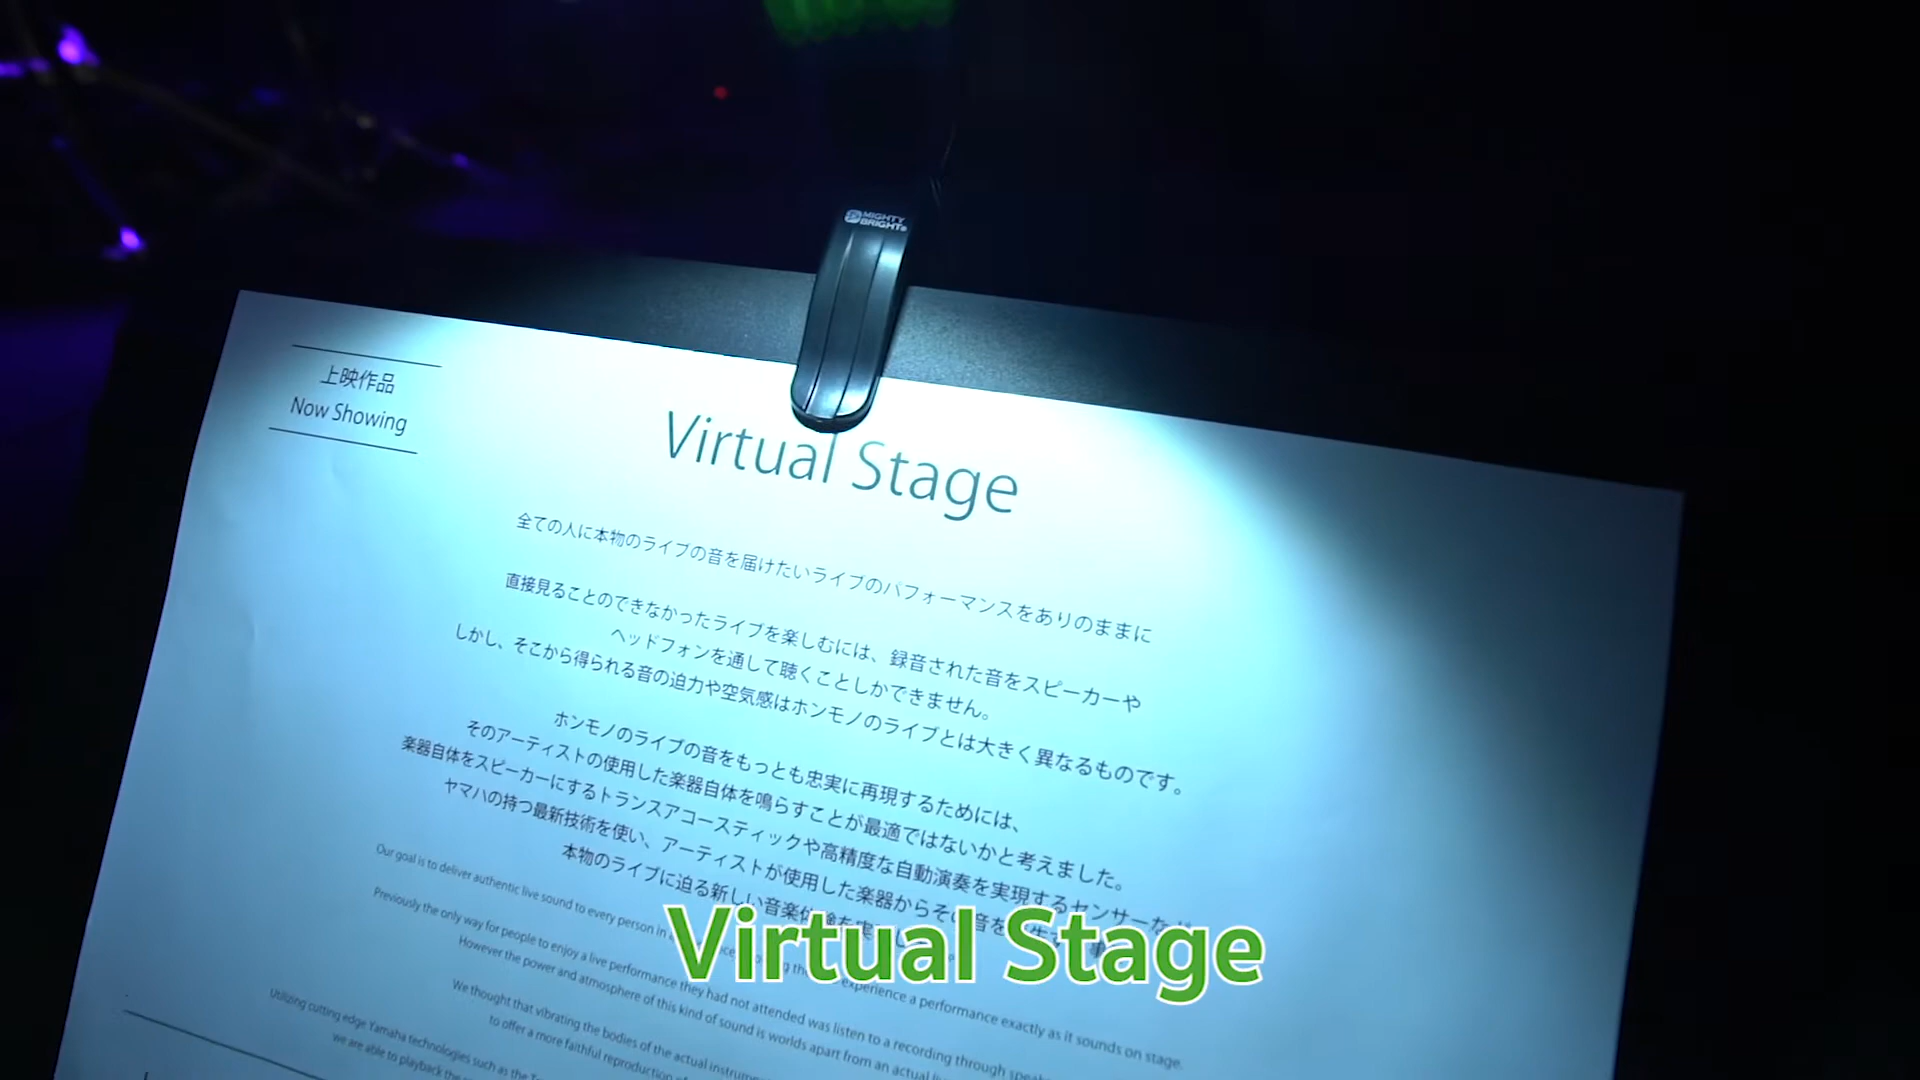 MIGHTY
BRIGHT
上映作品
Now Showing
Virtual Stage
全ての人に本物のライブの音を届けたいライブのパフォーマンスをありのままに
直接見ることのできなかったライブを楽しむには、録音された音をスピーカーや
ヘッドフォンを通して聴くことしかできません。
しかし、そこから得られる音の迫力や空気感はホンモノのライブとは大きく異なるものです。
ホンモノのライブの音をもっとも忠実に再現するためには、
そのアーティストの使用した楽器自体を鳴らすことが最適ではないかと考えました。
楽器自体をスピーカーにするトランスアコースティックや高精度な自動演奏を実現するセンサー
ヤマハの持つ最新技術を使い、アーティストが使用した楽器から
本物のライブに迫る新しい音楽
Our goal is to deliver authentic live sound to every person in
experience a performance exactly as it sounds on stage.
Previously the only way for people to enjoy a live performance they had not attended was listen to a recording through
However the power and atmosphere of this kind of sound is worlds apart from an actual
We thought that vibrating the bodies of the actual
to offer a more faithful reproduction
Utilizing cutting edge Yamaha technologies such as the
we are able to playback the
Virtual Stage